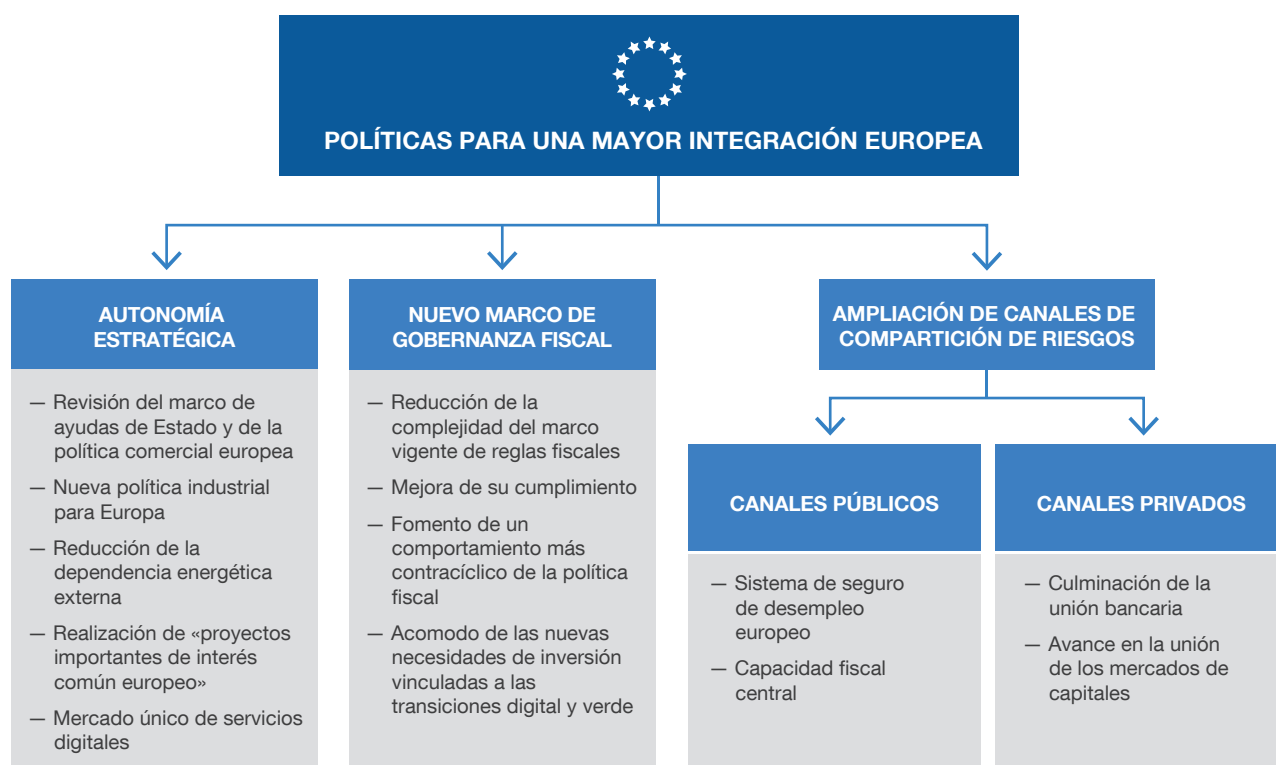 POLÍTICAS PARA UNA MAYOR INTEGRACIÓN EUROPEA
AUTONOMÍA
ESTRATÉGICA
— Revisión del marco de
ayudas de Estado y de la
política comercial europea
— Nueva política industrial
para Europa
— Reducción de la
dependencia energética
externa
— Realización de «proyectos
importantes de interés
común europeo»
— Mercado único de servicios
digitales
NUEVO MARCO DE
GOBERNANZA FISCAL
— Reducción de la
complejidad del marco
vigente de reglas fiscales
— Mejora de su cumplimiento
— Fomento de un
comportamiento más
contracíclico de la política
fiscal
— Acomodo de las nuevas
necesidades de inversión
vinculadas a las
transiciones digital y verde
AMPLIACIÓN DE CANALES DE
COMPARTICIÓN DE RIESGOS
CANALES PÚBLICOS
— Sistema de seguro
de desempleo
europeo
— Capacidad fiscal
central
CANALES PRIVADOS
— Culminación de la
unión bancaria
— Avance en la unión
de los mercados de
capitales